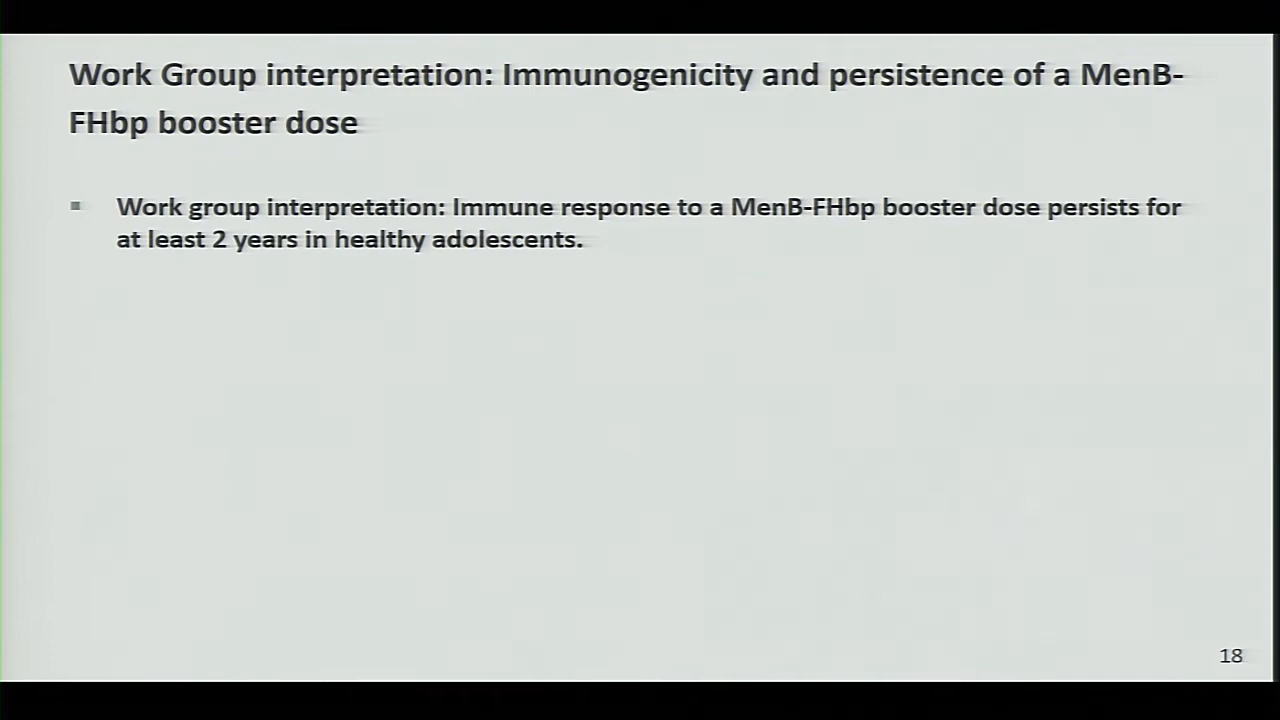 Work Group interpretation: Immunogenicity and persistence of a MenB-
FHbp booster dose
▪ Work group interpretation: Immune response to a MenB-FHbp booster dose persists for
at least 2 years in healthy adolescents.
18